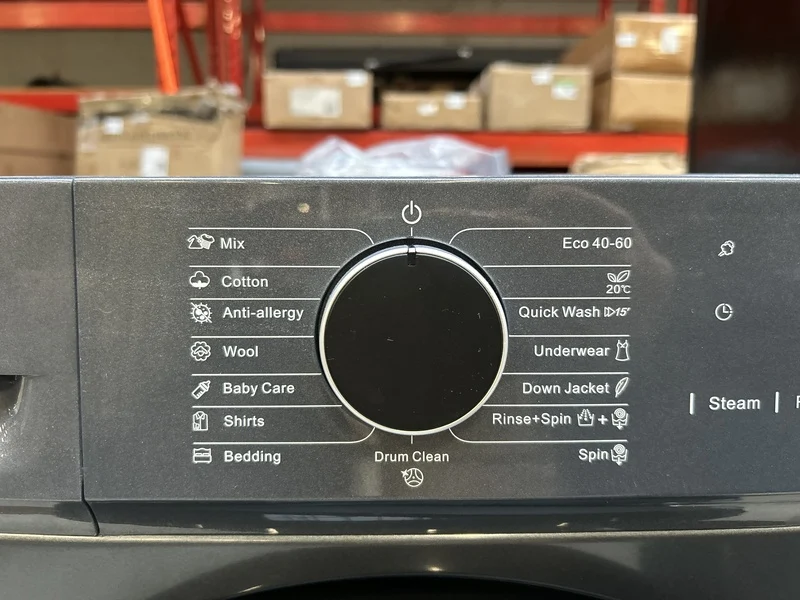 Mix
Cotton
Anti-allergy
Wool
Baby Care
Shirts
Bedding
Drum Clean
Eco 40-60
20℃
Quick Wash 15'
Underwear
Down Jacket
Rinse+Spin +
Spin
Steam